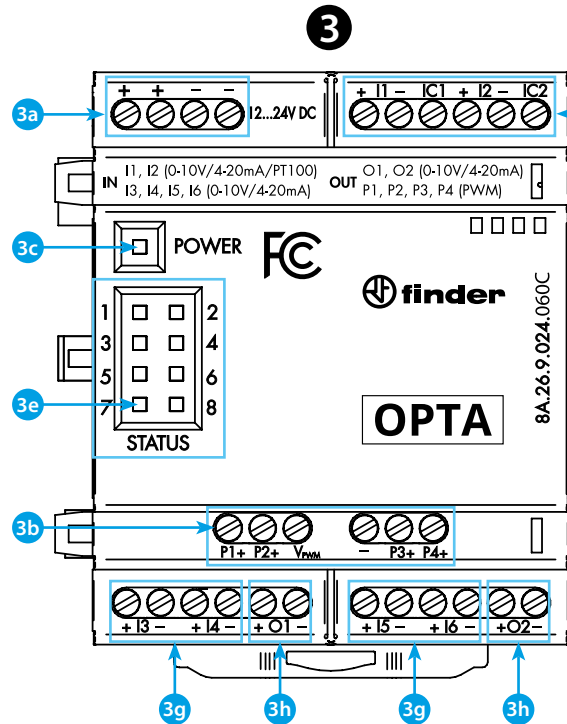 3
3a
+ + − − 12...24V DC
+ I1 − IC1 + I2 − IC2
IN I1, I2 (0-10V/4-20mA/PT100)
I3, I4, I5, I6 (0-10V/4-20mA)
OUT O1, O2 (0-10V/4-20mA)
P1, P2, P3, P4 (PWM)
3c
POWER
FC
finder
8A.26.9.024.060C
1 2
3 4
5 6
3e
7 8
STATUS
OPTA
3b
P1+ P2+ VPWM − P3+ P4+
+ I3 − + I4 − + O1 − + I5 − + I6 − +O2−
3g 3h 3g 3h